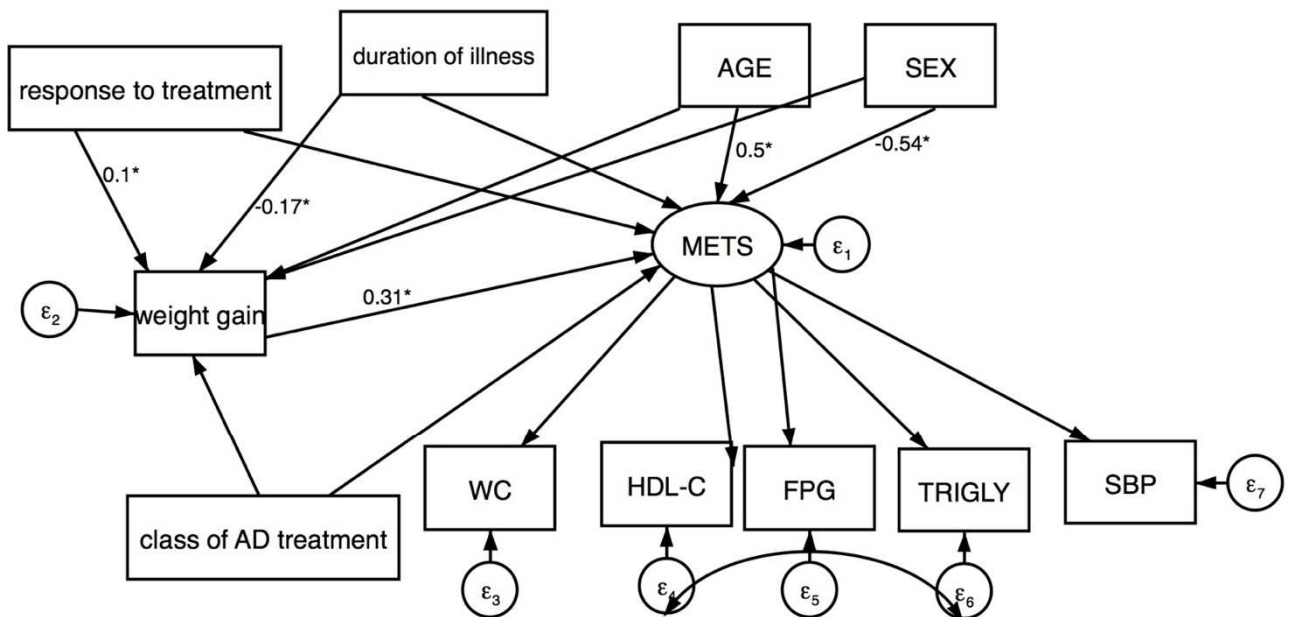 duration of illness
AGE
SEX
response to treatment
0.1*
-0.17*
0.5*
-0.54*
METS
ε1
ε2
weight gain
0.31*
WC
HDL-C
FPG
TRIGLY
SBP
ε7
class of AD treatment
ε3
ε4
ε5
ε6